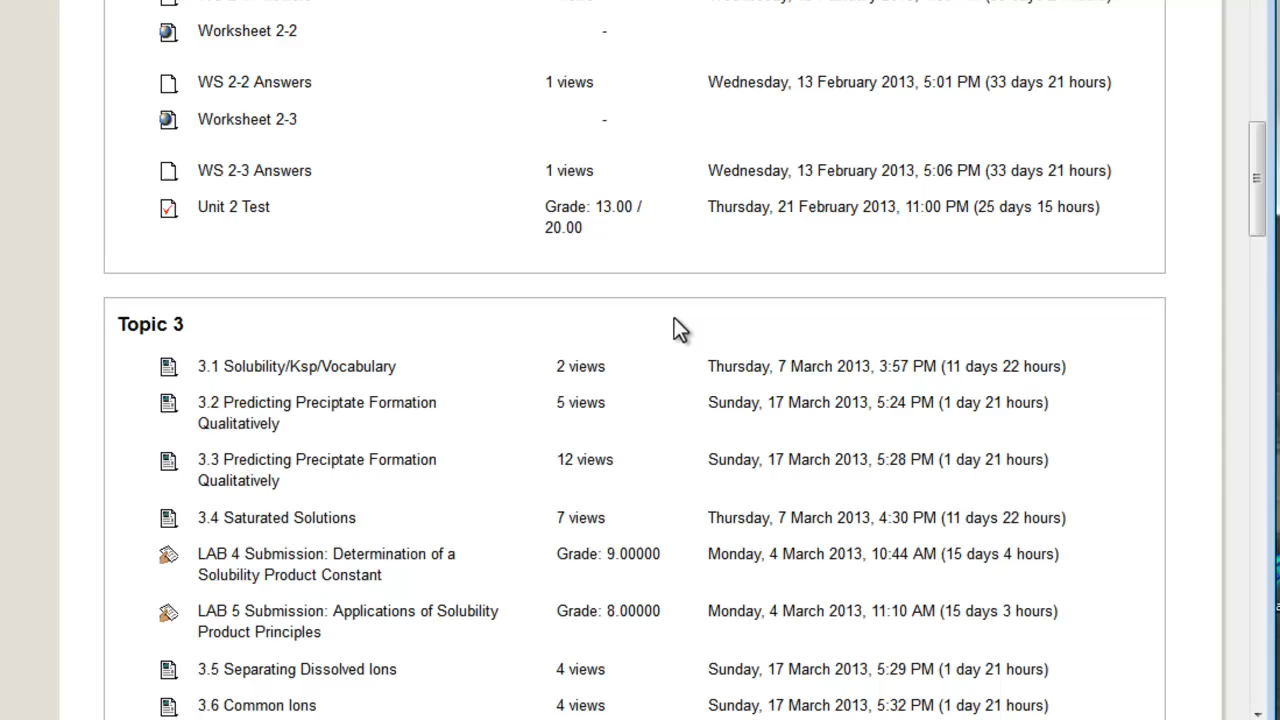 Worksheet 2-2 -
WS 2-2 Answers 1 views Wednesday, 13 February 2013, 5:01 PM (33 days 21 hours)
Worksheet 2-3 -
WS 2-3 Answers 1 views Wednesday, 13 February 2013, 5:06 PM (33 days 21 hours)
Unit 2 Test Grade: 13.00 / Thursday, 21 February 2013, 11:00 PM (25 days 15 hours)
20.00
Topic 3
3.1 Solubility/Ksp/Vocabulary 2 views Thursday, 7 March 2013, 3:57 PM (11 days 22 hours)
3.2 Predicting Preciptate Formation 5 views Sunday, 17 March 2013, 5:24 PM (1 day 21 hours)
Qualitatively
3.3 Predicting Preciptate Formation 12 views Sunday, 17 March 2013, 5:28 PM (1 day 21 hours)
Qualitatively
3.4 Saturated Solutions 7 views Thursday, 7 March 2013, 4:30 PM (11 days 22 hours)
LAB 4 Submission: Determination of a Grade: 9.00000 Monday, 4 March 2013, 10:44 AM (15 days 4 hours)
Solubility Product Constant
LAB 5 Submission: Applications of Solubility Grade: 8.00000 Monday, 4 March 2013, 11:10 AM (15 days 3 hours)
Product Principles
3.5 Separating Dissolved Ions 4 views Sunday, 17 March 2013, 5:29 PM (1 day 21 hours)
3.6 Common Ions 4 views Sunday, 17 March 2013, 5:32 PM (1 day 21 hours)